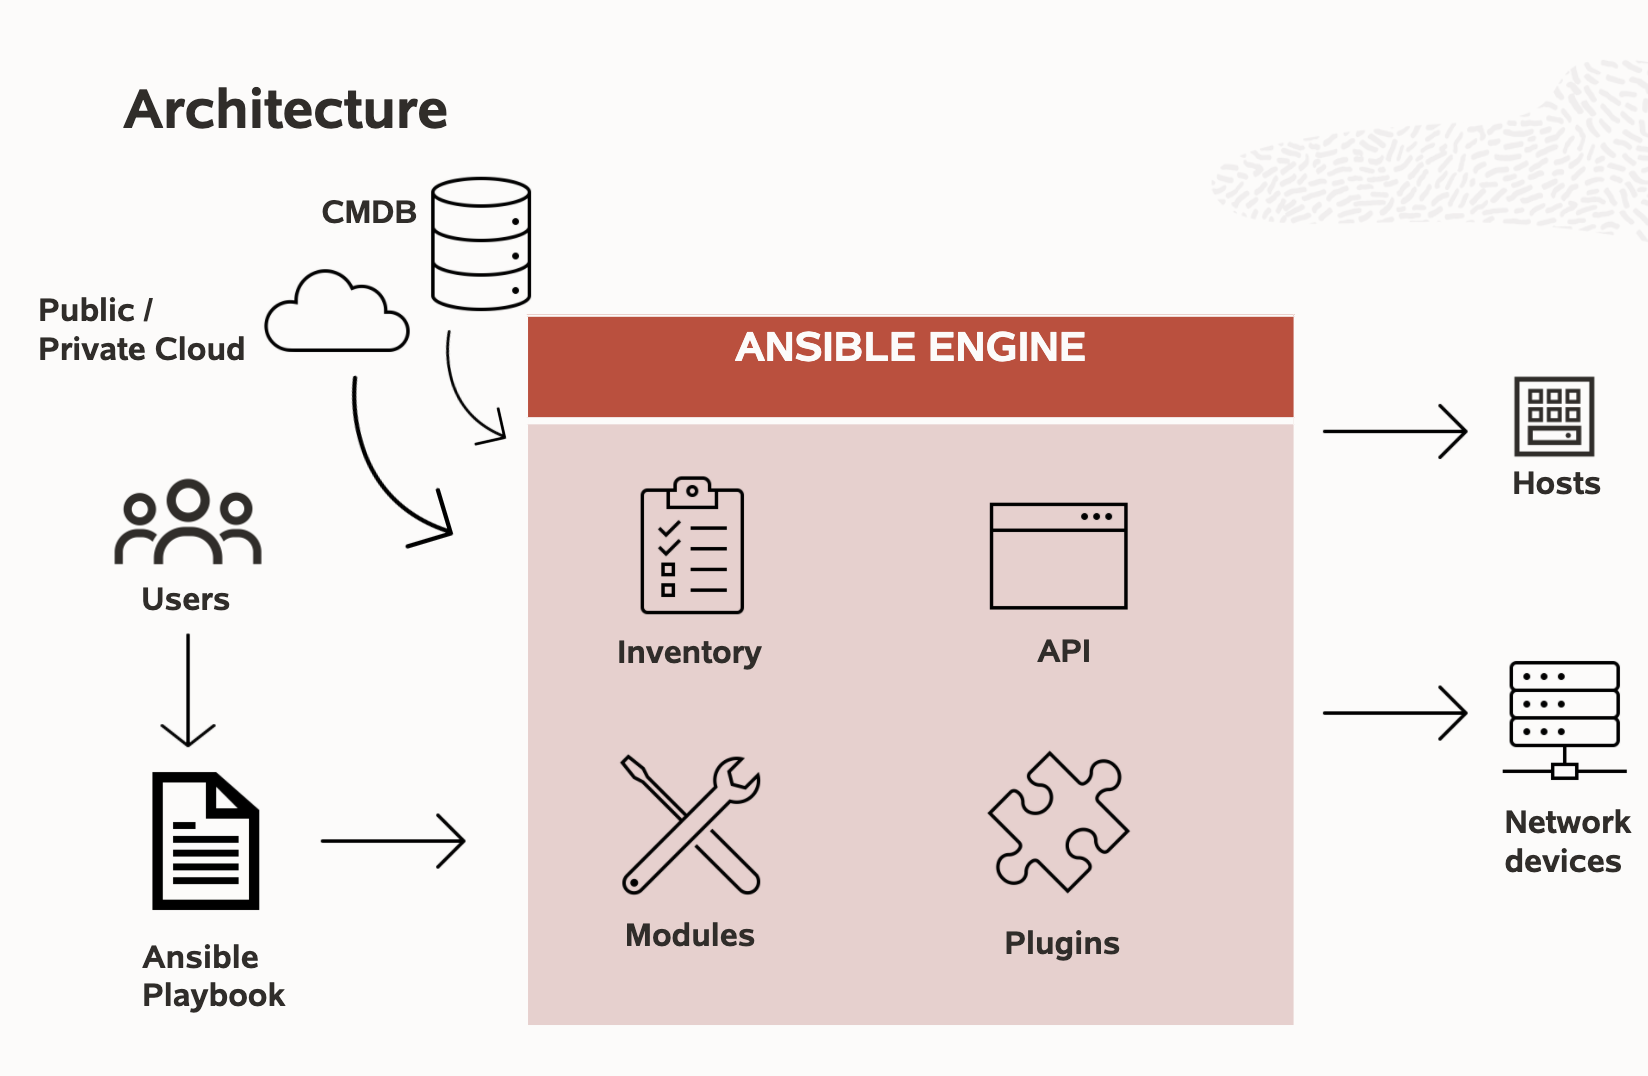 Architecture
CMDB
Public /
Private Cloud
Users
Ansible
Playbook
ANSIBLE ENGINE
Inventory
API
Modules
Plugins
Hosts
Network
devices